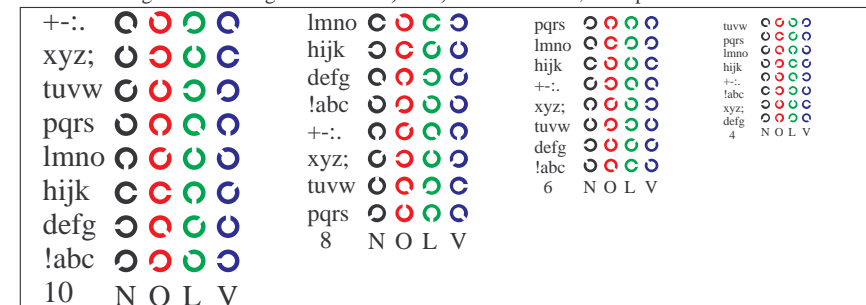 +-:.
xyz;
tuvw
pqrs
lmno
hijk
defg
!abc
10 N O L V
lmno
hijk
defg
!abc
+-:.
xyz;
tuvw
pqrs
8 N O L V
pqrs
lmno
hijk
+-:.
xyz;
tuvw
defg
!abc
6 N O L V
tuvw
pqrs
lmno
hijk
+-:.
!abc
xyz;
defg
4 N O L V